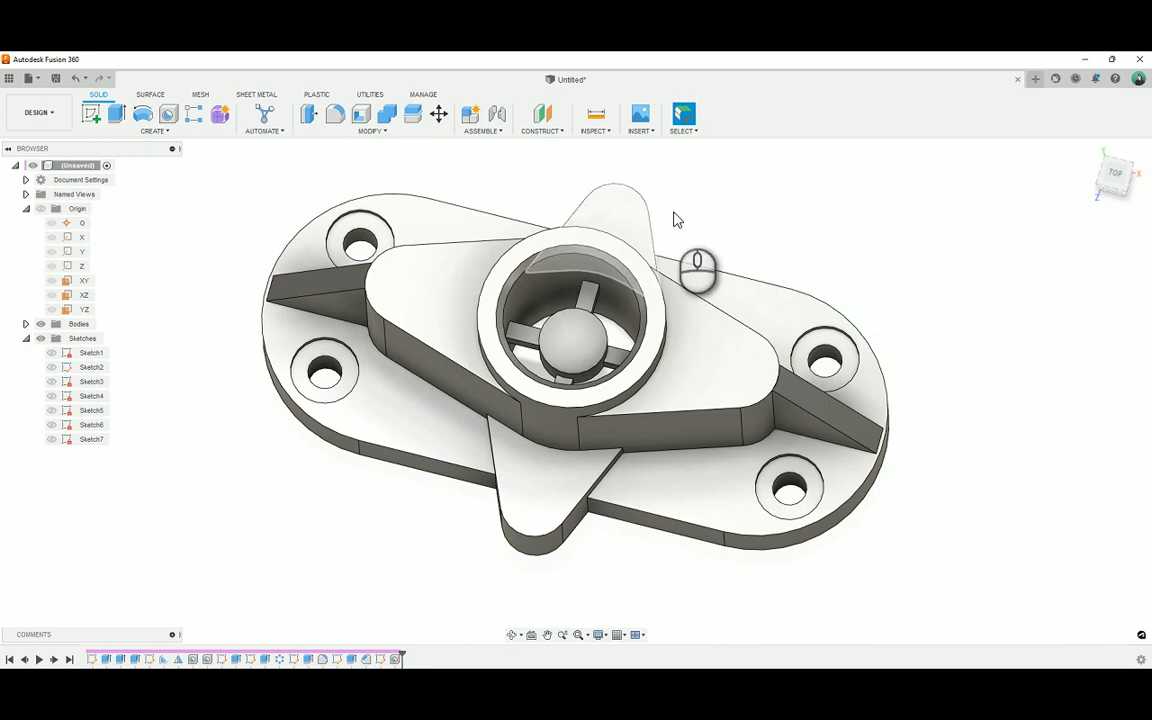 Autodesk Fusion 360
Untitled*
DESIGN
SOLID SURFACE MESH SHEET METAL PLASTIC UTILITIES MANAGE
CREATE AUTOMATE MODIFY ASSEMBLE CONSTRUCT INSPECT INSERT SELECT
BROWSER
(Unsaved)
Document Settings
Named Views
Origin
O
X
Y
Z
XY
XZ
YZ
Bodies
Sketches
Sketch1
Sketch2
Sketch3
Sketch4
Sketch5
Sketch6
Sketch7
Y
TOP
X
Z
COMMENTS